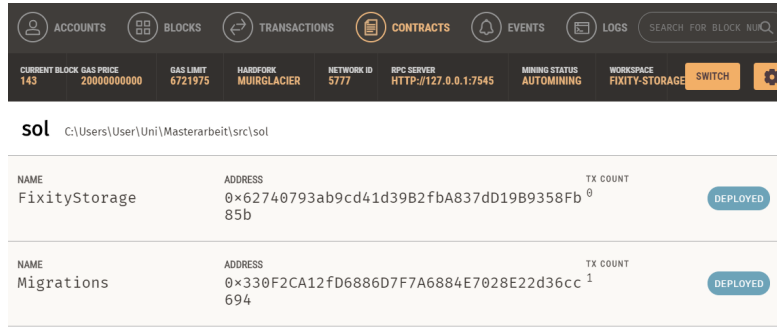 ACCOUNTS BLOCKS TRANSACTIONS CONTRACTS EVENTS LOGS SEARCH FOR BLOCK
CURRENT BLOCK GAS PRICE GAS LIMIT HARDFORK NETWORK ID RPC SERVER MINING STATUS WORKSPACE
143 20000000000 6721975 MUIRGLACIER 5777 HTTP://127.0.0.1:7545 AUTOMINING FIXITY-STORAGE SWITCH
sol C:\Users\User\Uni\Masterarbeit\src\sol
NAME ADDRESS TX COUNT
FixityStorage 0×62740793ab9cd41d39B2fbA837dD19B9358Fb 0 DEPLOYED
85b
NAME ADDRESS TX COUNT
Migrations 0×330F2CA12fD6886D7F7A6884E7028E22d36cc 1 DEPLOYED
694